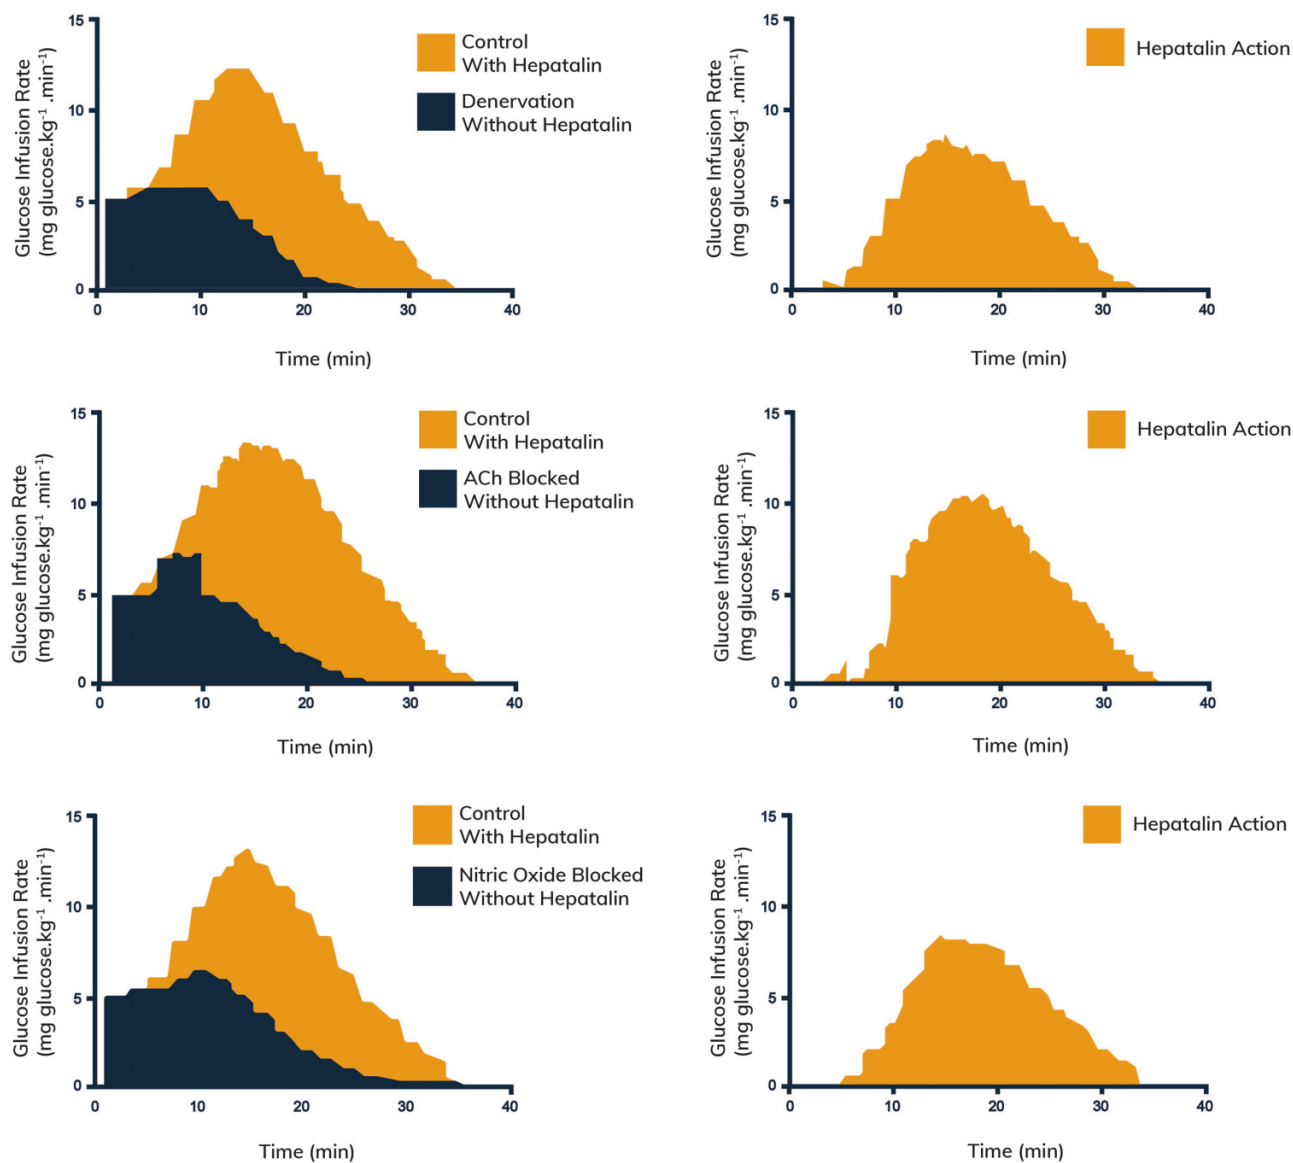 Glucose Infusion Rate
(mg glucose.kg⁻¹ .min⁻¹)
15
10
5
0
0 10 20 30 40
Time (min)
Control
With Hepatalin
Denervation
Without Hepatalin
Glucose Infusion Rate
(mg glucose.kg⁻¹ .min⁻¹)
15
10
5
0
0 10 20 30 40
Time (min)
Hepatalin Action
Glucose Infusion Rate
(mg glucose.kg⁻¹ .min⁻¹)
15
10
5
0
0 10 20 30 40
Time (min)
Control
With Hepatalin
ACh Blocked
Without Hepatalin
Glucose Infusion Rate
(mg glucose.kg⁻¹ .min⁻¹)
15
10
5
0
0 10 20 30 40
Time (min)
Hepatalin Action
Glucose Infusion Rate
(mg glucose.kg⁻¹ .min⁻¹)
15
10
5
0
0 10 20 30 40
Time (min)
Control
With Hepatalin
Nitric Oxide Blocked
Without Hepatalin
Glucose Infusion Rate
(mg glucose.kg⁻¹ .min⁻¹)
15
10
5
0
0 10 20 30 40
Time (min)
Hepatalin Action